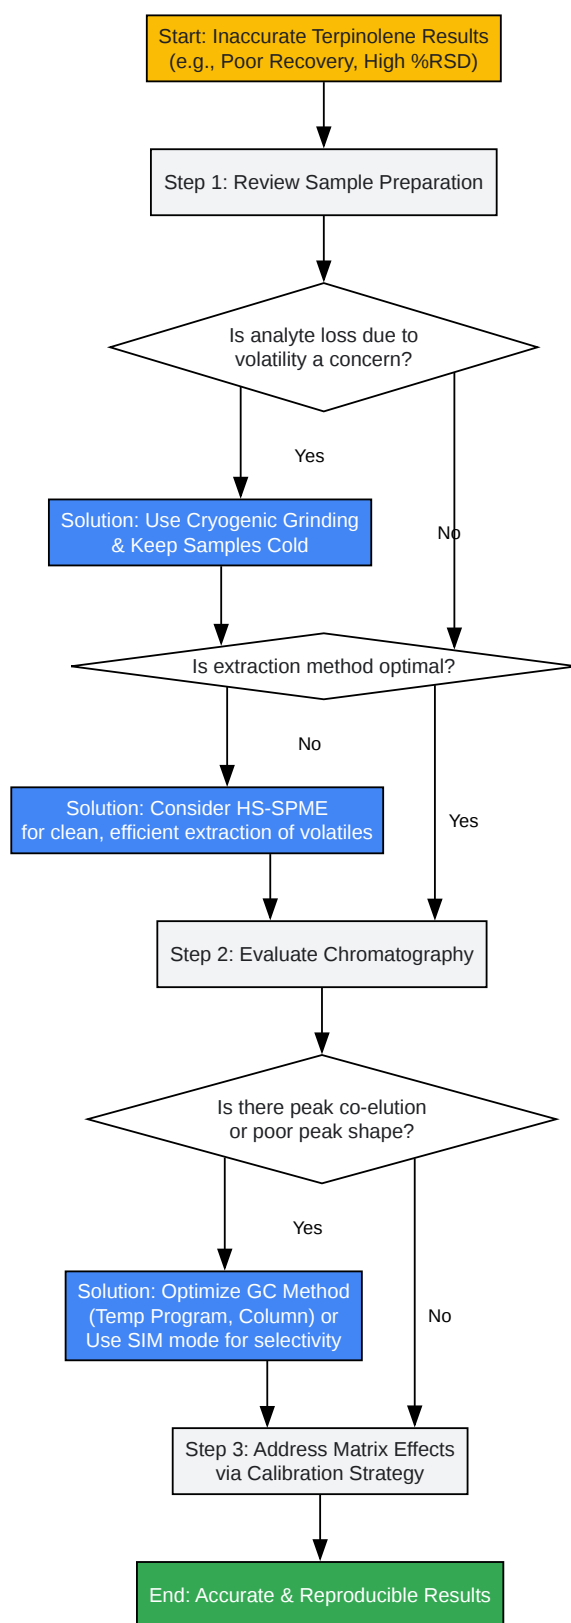 Start: Inaccurate Terpinolene Results
(e.g., Poor Recovery, High %RSD)
Step 1: Review Sample Preparation
Is analyte loss due to
volatility a concern?
Yes
Solution: Use Cryogenic Grinding
& Keep Samples Cold
No
Is extraction method optimal?
No
Solution: Consider HS-SPME
for clean, efficient extraction of volatiles
Yes
Step 2: Evaluate Chromatography
Is there peak co-elution
or poor peak shape?
Yes
Solution: Optimize GC Method
(Temp Program, Column) or
Use SIM mode for selectivity
No
Step 3: Address Matrix Effects
via Calibration Strategy
End: Accurate & Reproducible Results